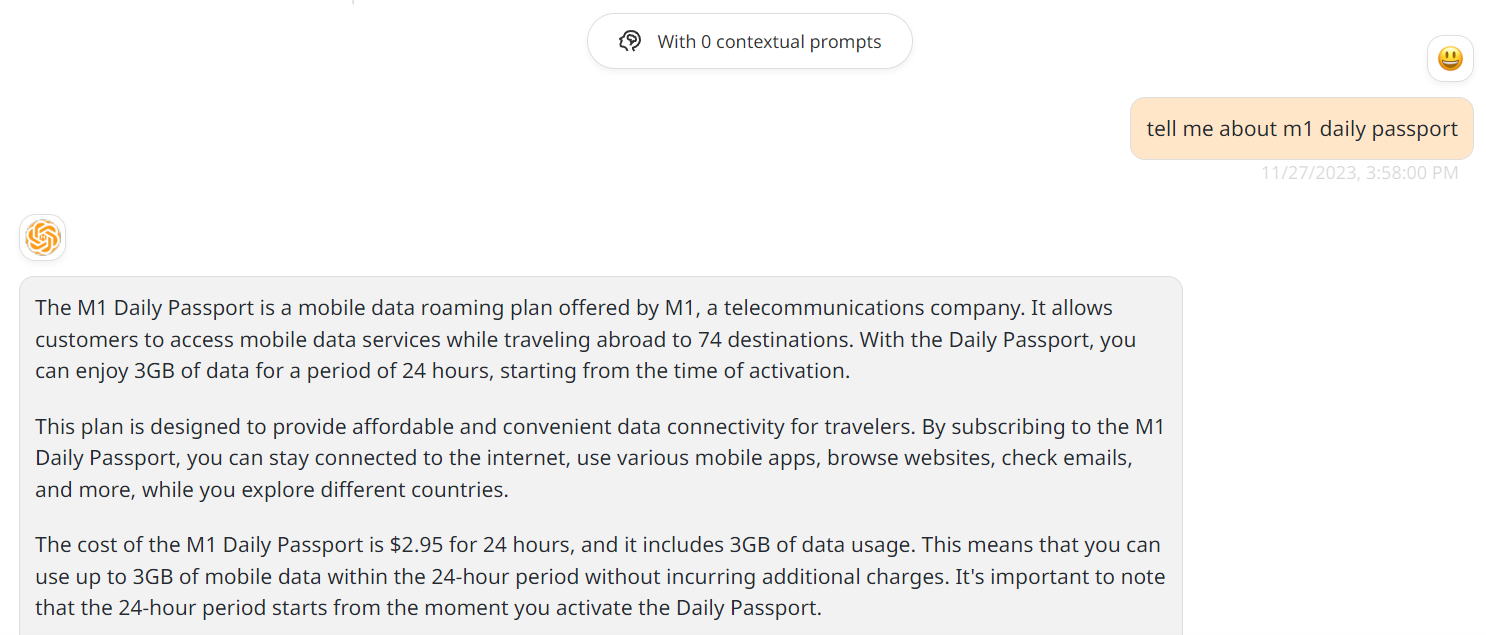 With 0 contextual prompts
tell me about m1 daily passport
11/27/2023, 3:58:00 PM
The M1 Daily Passport is a mobile data roaming plan offered by M1, a telecommunications company. It allows
customers to access mobile data services while traveling abroad to 74 destinations. With the Daily Passport, you
can enjoy 3GB of data for a period of 24 hours, starting from the time of activation.
This plan is designed to provide affordable and convenient data connectivity for travelers. By subscribing to the M1
Daily Passport, you can stay connected to the internet, use various mobile apps, browse websites, check emails,
and more, while you explore different countries.
The cost of the M1 Daily Passport is $2.95 for 24 hours, and it includes 3GB of data usage. This means that you can
use up to 3GB of mobile data within the 24-hour period without incurring additional charges. It's important to note
that the 24-hour period starts from the moment you activate the Daily Passport.